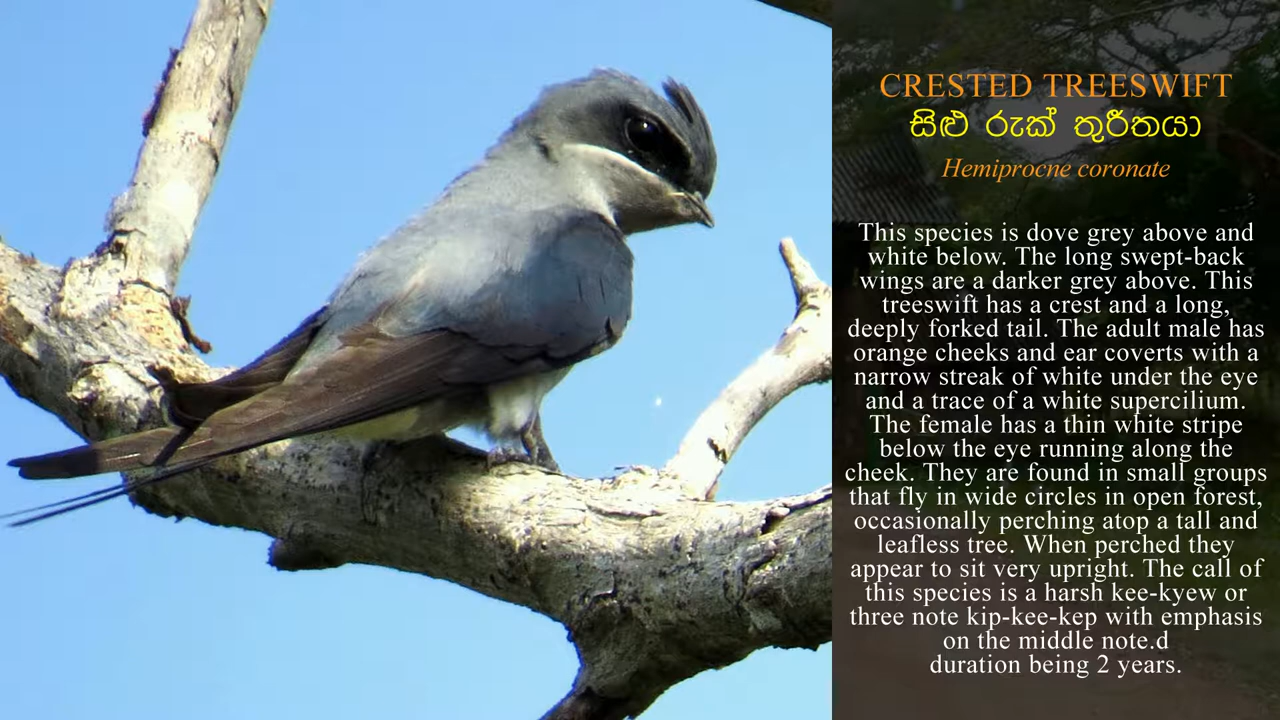 CRESTED TREESWIFT
සිළු රුක් තුරිතයා
Hemiprocne coronate
This species is dove grey above and
white below. The long swept-back
wings are a darker grey above. This
treeswift has a crest and a long,
deeply forked tail. The adult male has
orange cheeks and ear coverts with a
narrow streak of white under the eye
and a trace of a white supercilium.
The female has a thin white stripe
below the eye running along the
cheek. They are found in small groups
that fly in wide circles in open forest,
occasionally perching atop a tall and
leafless tree. When perched they
appear to sit very upright. The call of
this species is a harsh kee-kyew or
three note kip-kee-kep with emphasis
on the middle note.d
duration being 2 years.